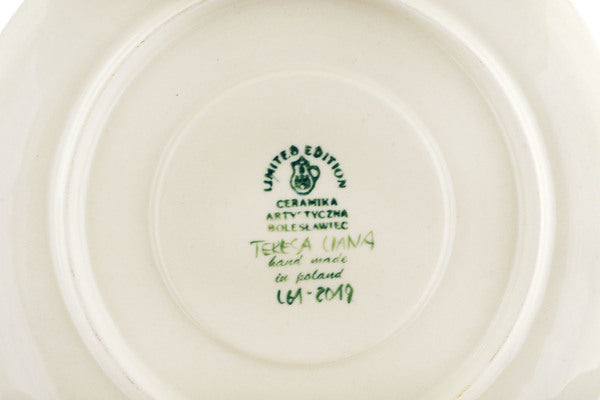 LIMITED EDITION
CERAMIKA
ARTYSTYCZNA
BOLESŁAWIEC
TERESA LIANA
hand made
in poland
L61-2019